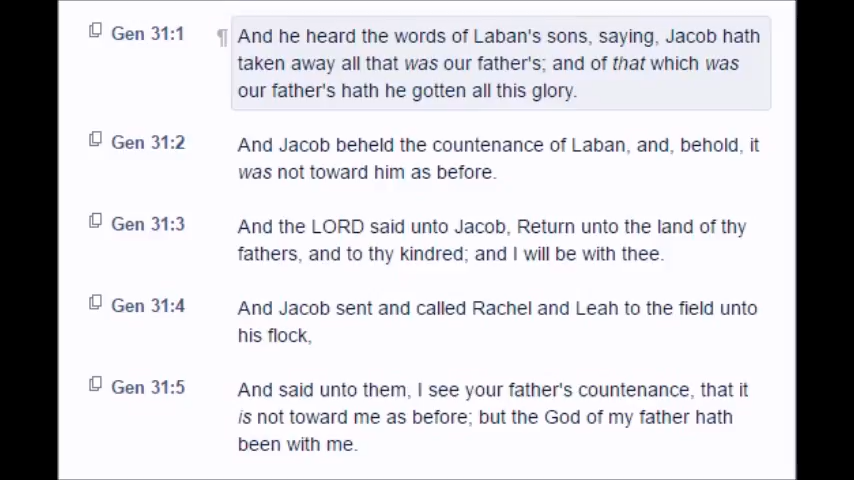 Gen 31:1 ¶ And he heard the words of Laban's sons, saying, Jacob hath
taken away all that was our father's; and of that which was
our father's hath he gotten all this glory.
Gen 31:2 And Jacob beheld the countenance of Laban, and, behold, it
was not toward him as before.
Gen 31:3 And the LORD said unto Jacob, Return unto the land of thy
fathers, and to thy kindred; and I will be with thee.
Gen 31:4 And Jacob sent and called Rachel and Leah to the field unto
his flock,
Gen 31:5 And said unto them, I see your father's countenance, that it
is not toward me as before; but the God of my father hath
been with me.